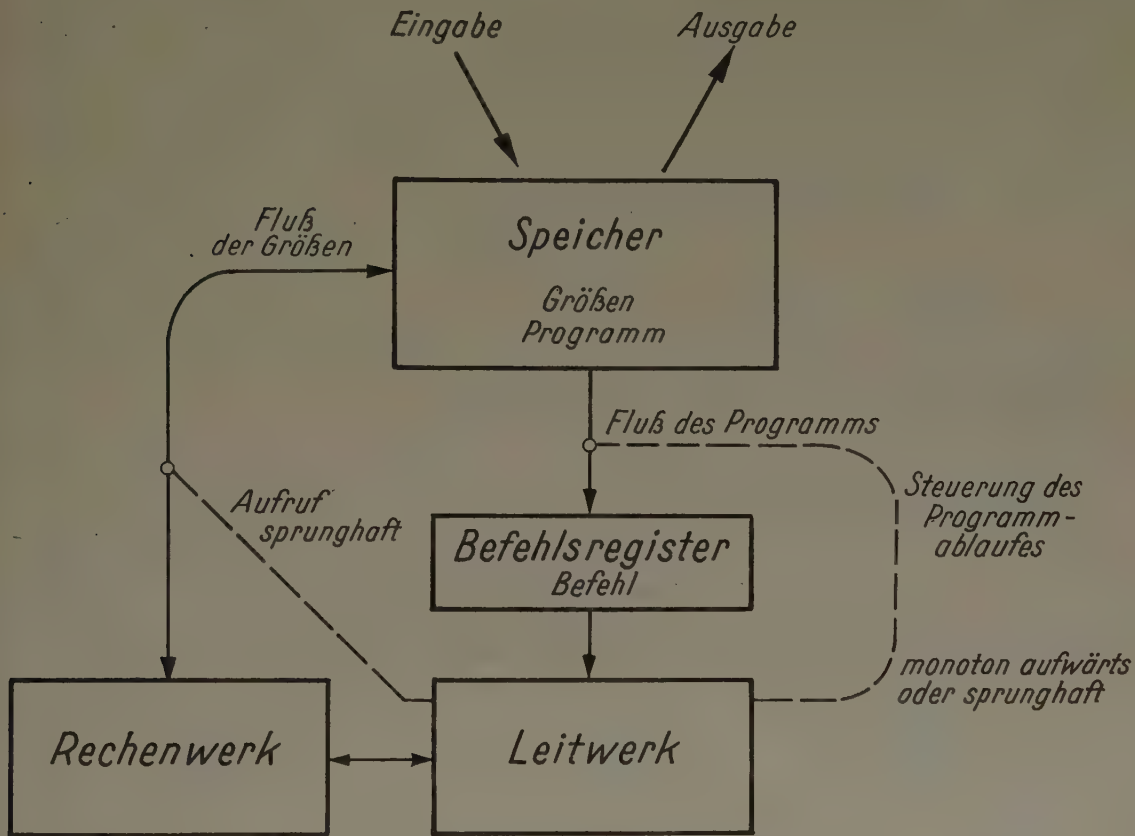 Eingabe
Ausgabe
Fluß
der Größen
Speicher
Größen
Programm
Fluß des Programms
Aufruf
sprunghaft
Steuerung des
Programm-
ablaufes
Befehlsregister
Befehl
monoton aufwärts
oder sprunghaft
Rechenwerk
Leitwerk